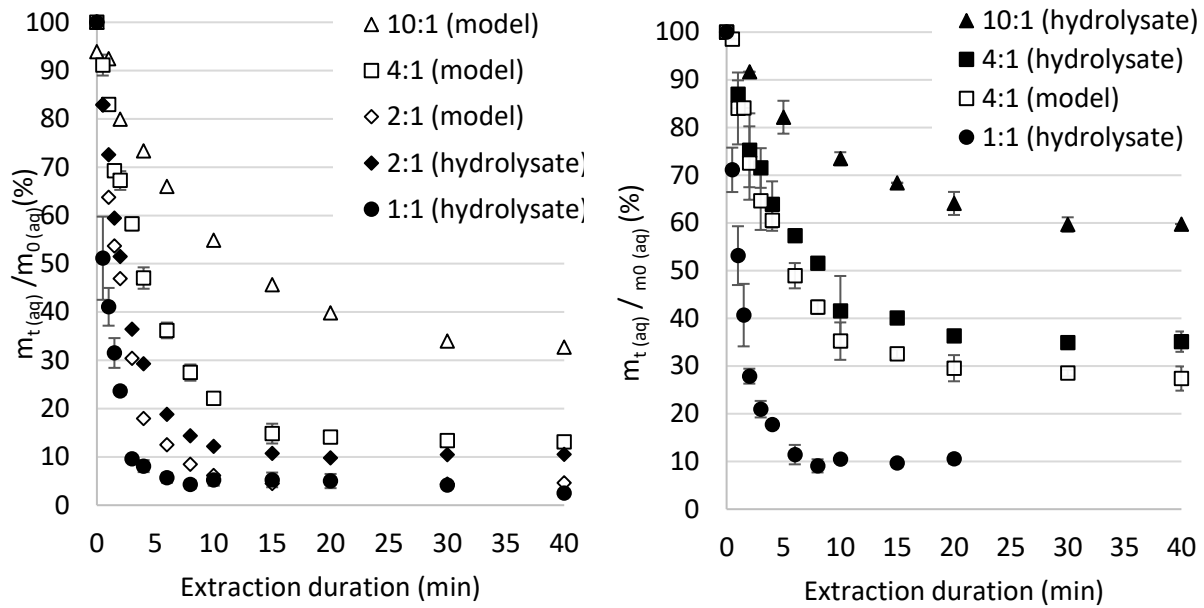 100
90
80
70
60
50
40
30
20
10
0
m t (aq) /m 0 (aq) (%)
10:1 (model)
4:1 (model)
2:1 (model)
2:1 (hydrolysate)
1:1 (hydrolysate)
0 5 10 15 20 25 30 35 40
Extraction duration (min)
100
90
80
70
60
50
40
30
20
10
0
m t (aq) / m0 (aq) (%)
10:1 (hydrolysate)
4:1 (hydrolysate)
4:1 (model)
1:1 (hydrolysate)
0 5 10 15 20 25 30 35 40
Extraction duration (min)